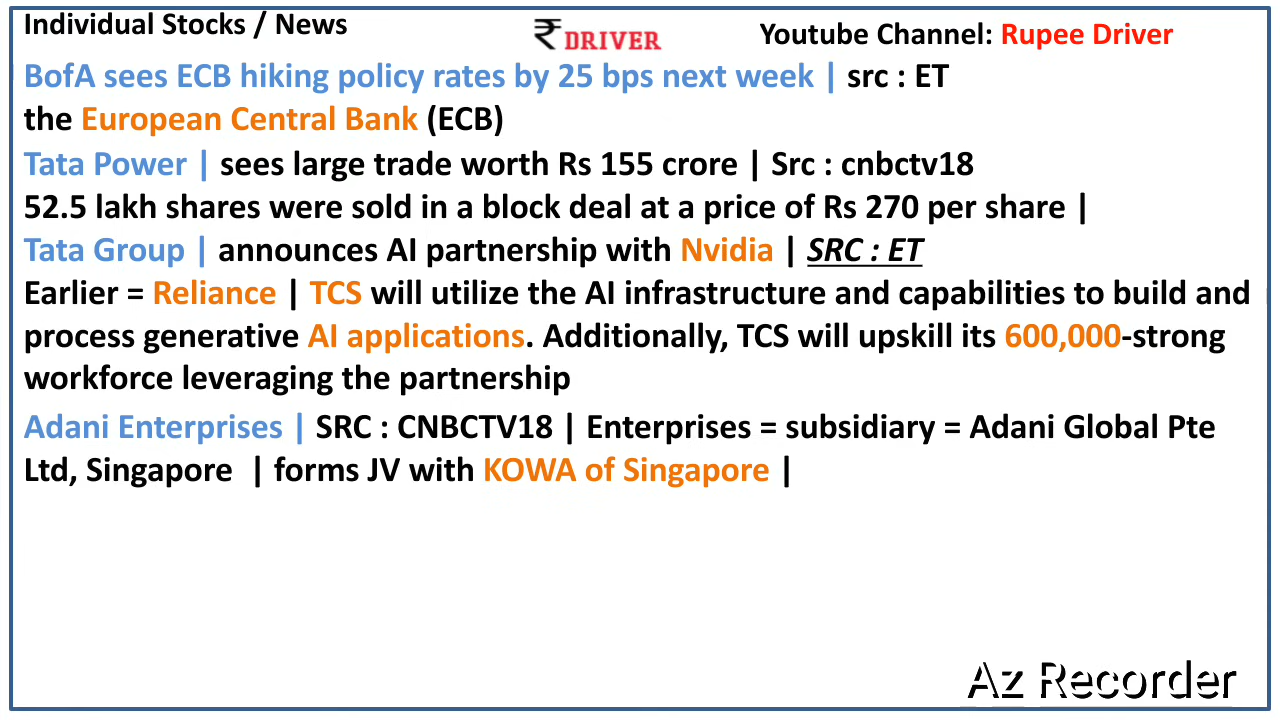 Individual Stocks / News
₹ DRIVER
Youtube Channel: Rupee Driver
BofA sees ECB hiking policy rates by 25 bps next week | src : ET
the European Central Bank (ECB)
Tata Power | sees large trade worth Rs 155 crore | Src : cnbctv18
52.5 lakh shares were sold in a block deal at a price of Rs 270 per share |
Tata Group | announces AI partnership with Nvidia | SRC : ET
Earlier = Reliance | TCS will utilize the AI infrastructure and capabilities to build and
process generative AI applications. Additionally, TCS will upskill its 600,000-strong
workforce leveraging the partnership
Adani Enterprises | SRC : CNBCTV18 | Enterprises = subsidiary = Adani Global Pte
Ltd, Singapore | forms JV with KOWA of Singapore |
Az Recorder